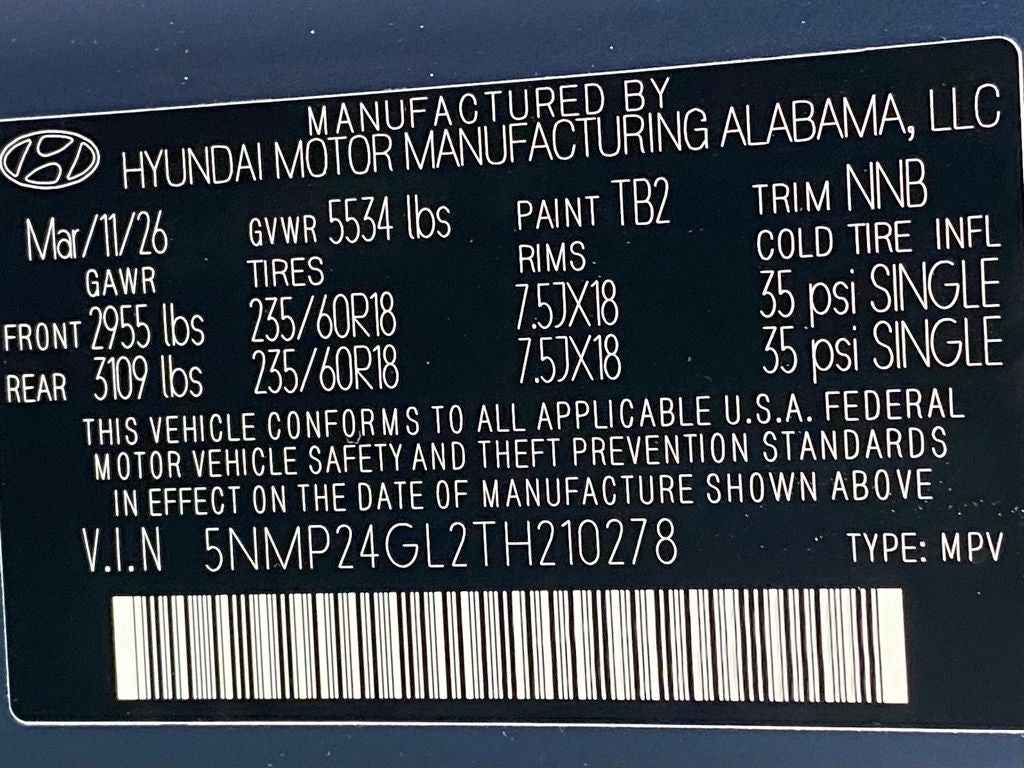 MANUFACTURED BY
HYUNDAI MOTOR MANUFACTURING ALABAMA, LLC
Mar/11/26 GVWR 5534 lbs PAINT TB2 TRIM NNB
GAWR TIRES RIMS COLD TIRE INFL
FRONT 2955 lbs 235/60R18 7.5JX18 35 psi SINGLE
REAR 3109 lbs 235/60R18 7.5JX18 35 psi SINGLE
THIS VEHICLE CONFORMS TO ALL APPLICABLE U.S.A. FEDERAL
MOTOR VEHICLE SAFETY AND THEFT PREVENTION STANDARDS
IN EFFECT ON THE DATE OF MANUFACTURE SHOWN ABOVE
V.I.N 5NMP24GL2TH210278 TYPE: MPV